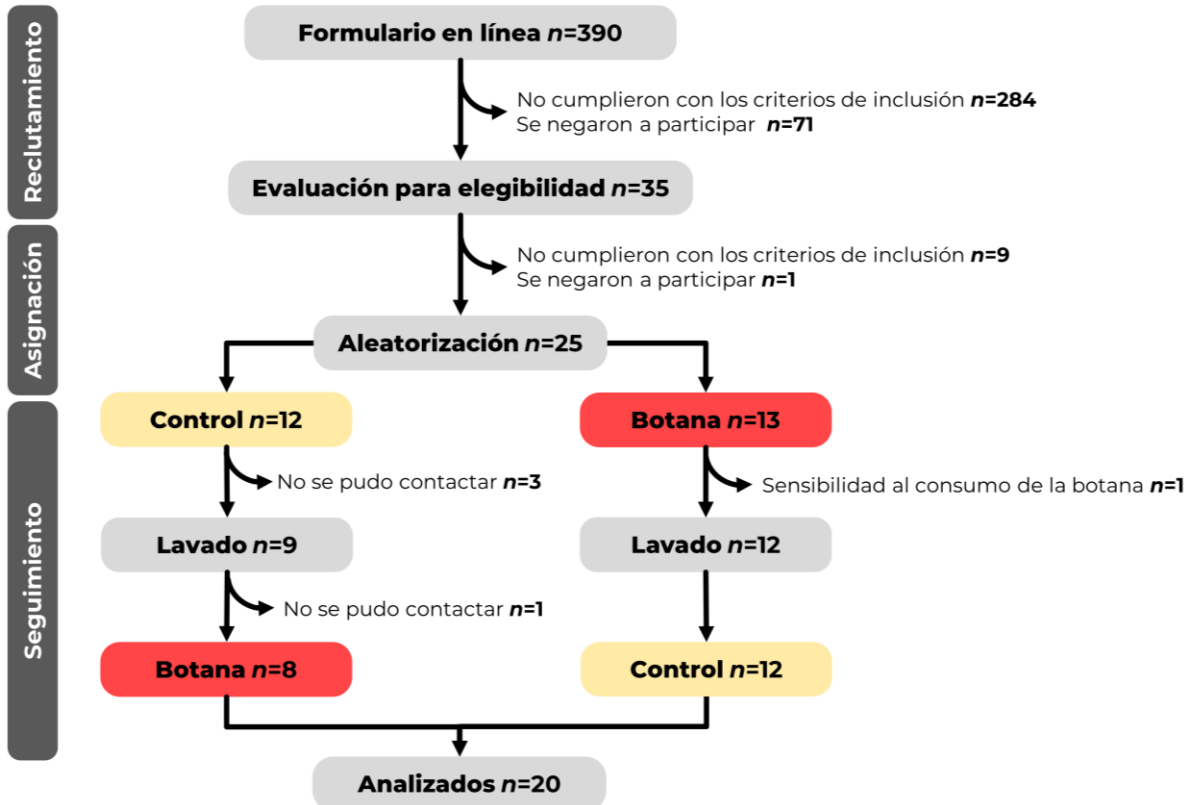 Reclutamiento
Formulario en línea n=390
No cumplieron con los criterios de inclusión n=284
Se negaron a participar n=71
Evaluación para elegibilidad n=35
Asignación
No cumplieron con los criterios de inclusión n=9
Se negaron a participar n=1
Aleatorización n=25
Seguimiento
Control n=12
Botana n=13
No se pudo contactar n=3
Sensibilidad al consumo de la botana n=1
Lavado n=9
Lavado n=12
No se pudo contactar n=1
Botana n=8
Control n=12
Analizados n=20